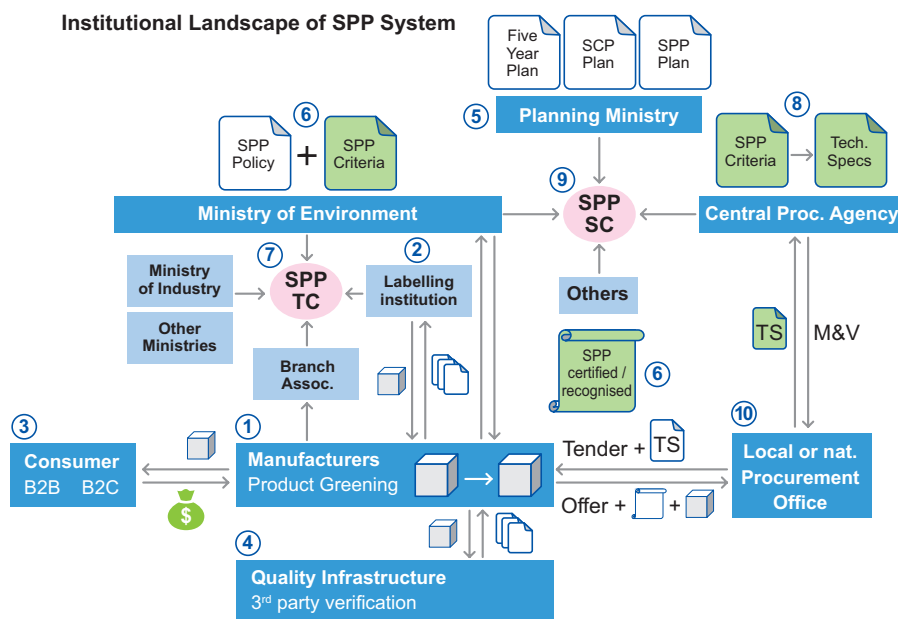 Institutional Landscape of SPP System
Five
Year
Plan
SCP
Plan
SPP
Plan
5
Planning Ministry
6
SPP
Policy
+
SPP
Criteria
8
SPP
Criteria
Tech.
Specs
Ministry of Environment
9
SPP
SC
Central Proc. Agency
7
SPP
TC
2
Ministry
of Industry
Labelling
institution
Others
Other
Ministries
Branch
Assoc.
TS
M&V
SPP
certified /
recognised
6
3
Consumer
B2B B2C
$
1
Manufacturers
Product Greening
Tender + TS
Offer + +
10
Local or nat.
Procurement
Office
4
Quality Infrastructure
3rd party verification